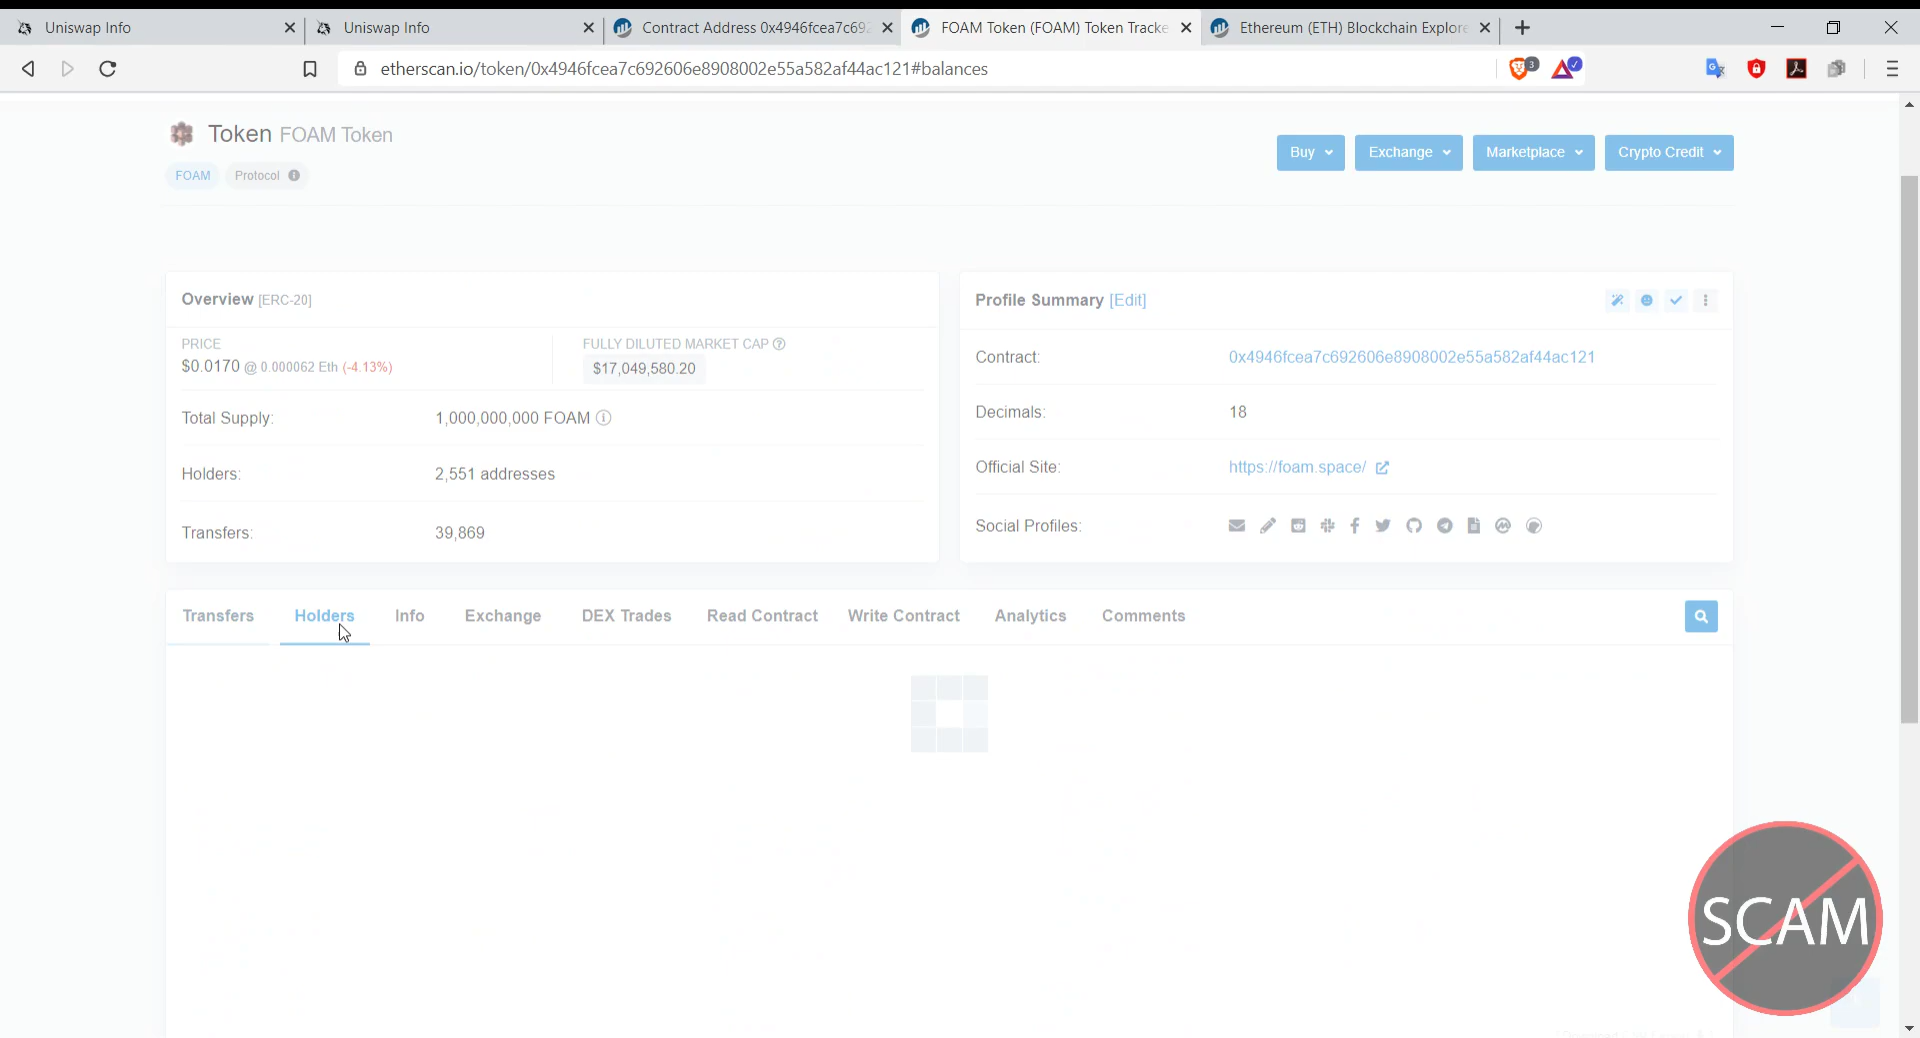 Uniswap Info
Uniswap Info
Contract Address 0x4946fcea7c692
FOAM Token (FOAM) Token Tracke
Ethereum (ETH) Blockchain Explore
etherscan.io/token/0x4946fcea7c692606e8908002e55a582af44ac121#balances
3
Token FOAM Token
FOAM Protocol
Buy Exchange Marketplace Crypto Credit
Overview [ERC-20]
PRICE
$0.0170 @ 0.000062 Eth (-4.13%)
FULLY DILUTED MARKET CAP
$17,049,580.20
Total Supply: 1,000,000,000 FOAM
Holders: 2,551 addresses
Transfers: 39,869
Profile Summary [Edit]
Contract: 0x4946fcea7c692606e8908002e55a582af44ac121
Decimals: 18
Official Site: https://foam.space/
Social Profiles:
Transfers Holders Info Exchange DEX Trades Read Contract Write Contract Analytics Comments
SCAM